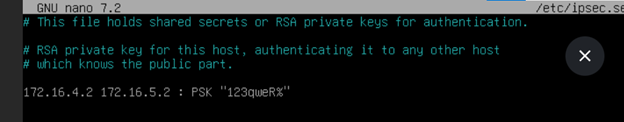 GNU nano 7.2 /etc/ipsec.se
# This file holds shared secrets or RSA private keys for authentication.
# RSA private key for this host, authenticating it to any other host
# which knows the public part.
172.16.4.2 172.16.5.2 : PSK "123qweR%"